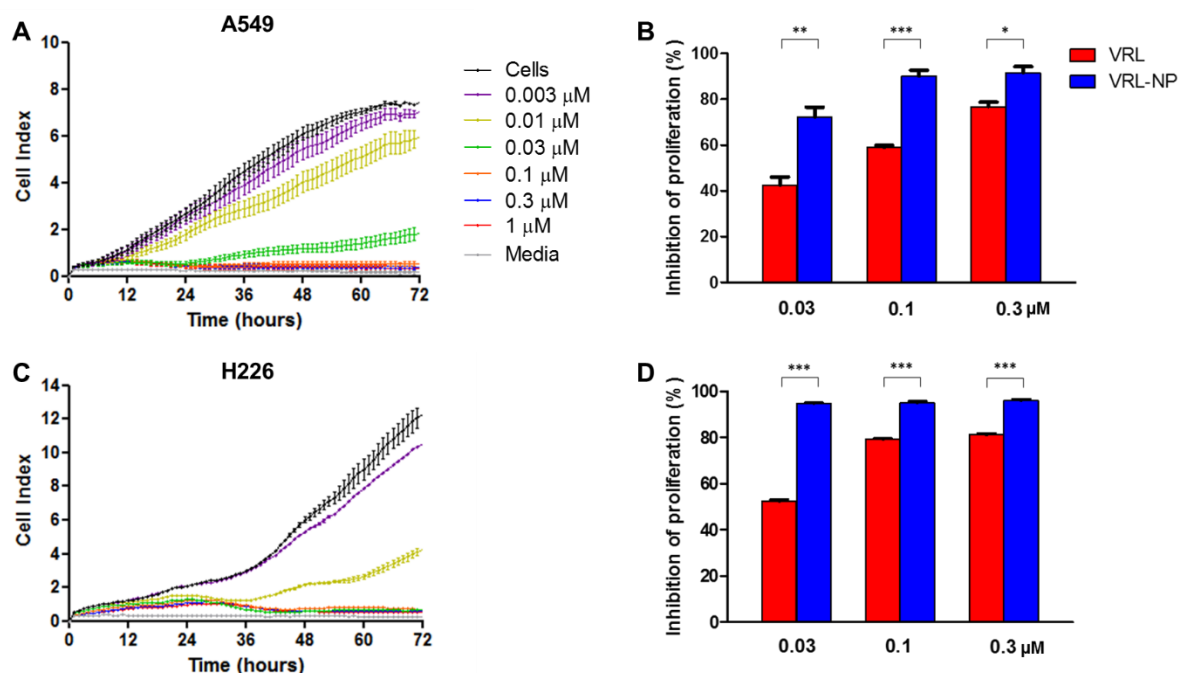 A
A549
Cell Index
10
8
6
4
2
0
0 12 24 36 48 60 72
Time (hours)
Cells
0.003 µM
0.01 µM
0.03 µM
0.1 µM
0.3 µM
1 µM
Media
B
Inhibition of proliferation (%)
100
80
60
40
20
0
** *** *
0.03 0.1 0.3 µM
VRL
VRL-NP
C
H226
Cell Index
14
12
10
8
6
4
2
0
0 12 24 36 48 60 72
Time (hours)
D
Inhibition of proliferation (%)
100
80
60
40
20
0
*** *** ***
0.03 0.1 0.3 µM